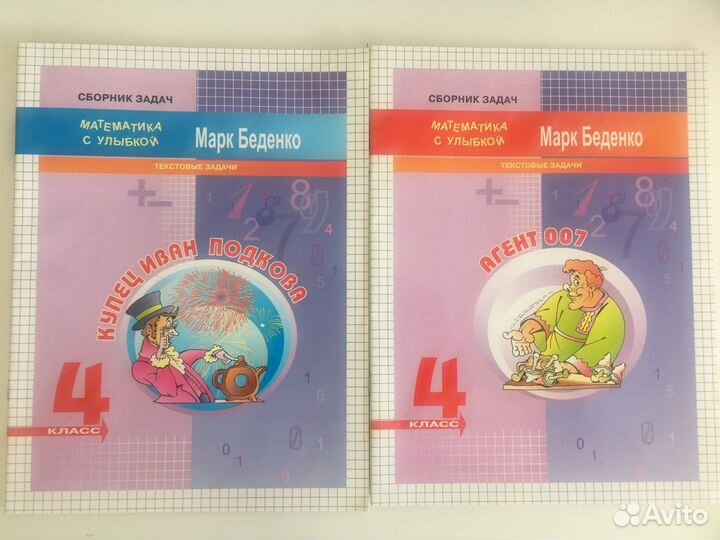 СБОРНИК ЗАДАЧ
МАТЕМАТИКА
С УЛЫБКОЙ
Марк Беденко
ТЕКСТОВЫЕ ЗАДАЧИ
КУПЕЦ ИВАН ПОДКОВА
4
КЛАСС
СБОРНИК ЗАДАЧ
МАТЕМАТИКА
С УЛЫБКОЙ
Марк Беденко
ТЕКСТОВЫЕ ЗАДАЧИ
АГЕНТ 007
4
КЛАСС
Avito